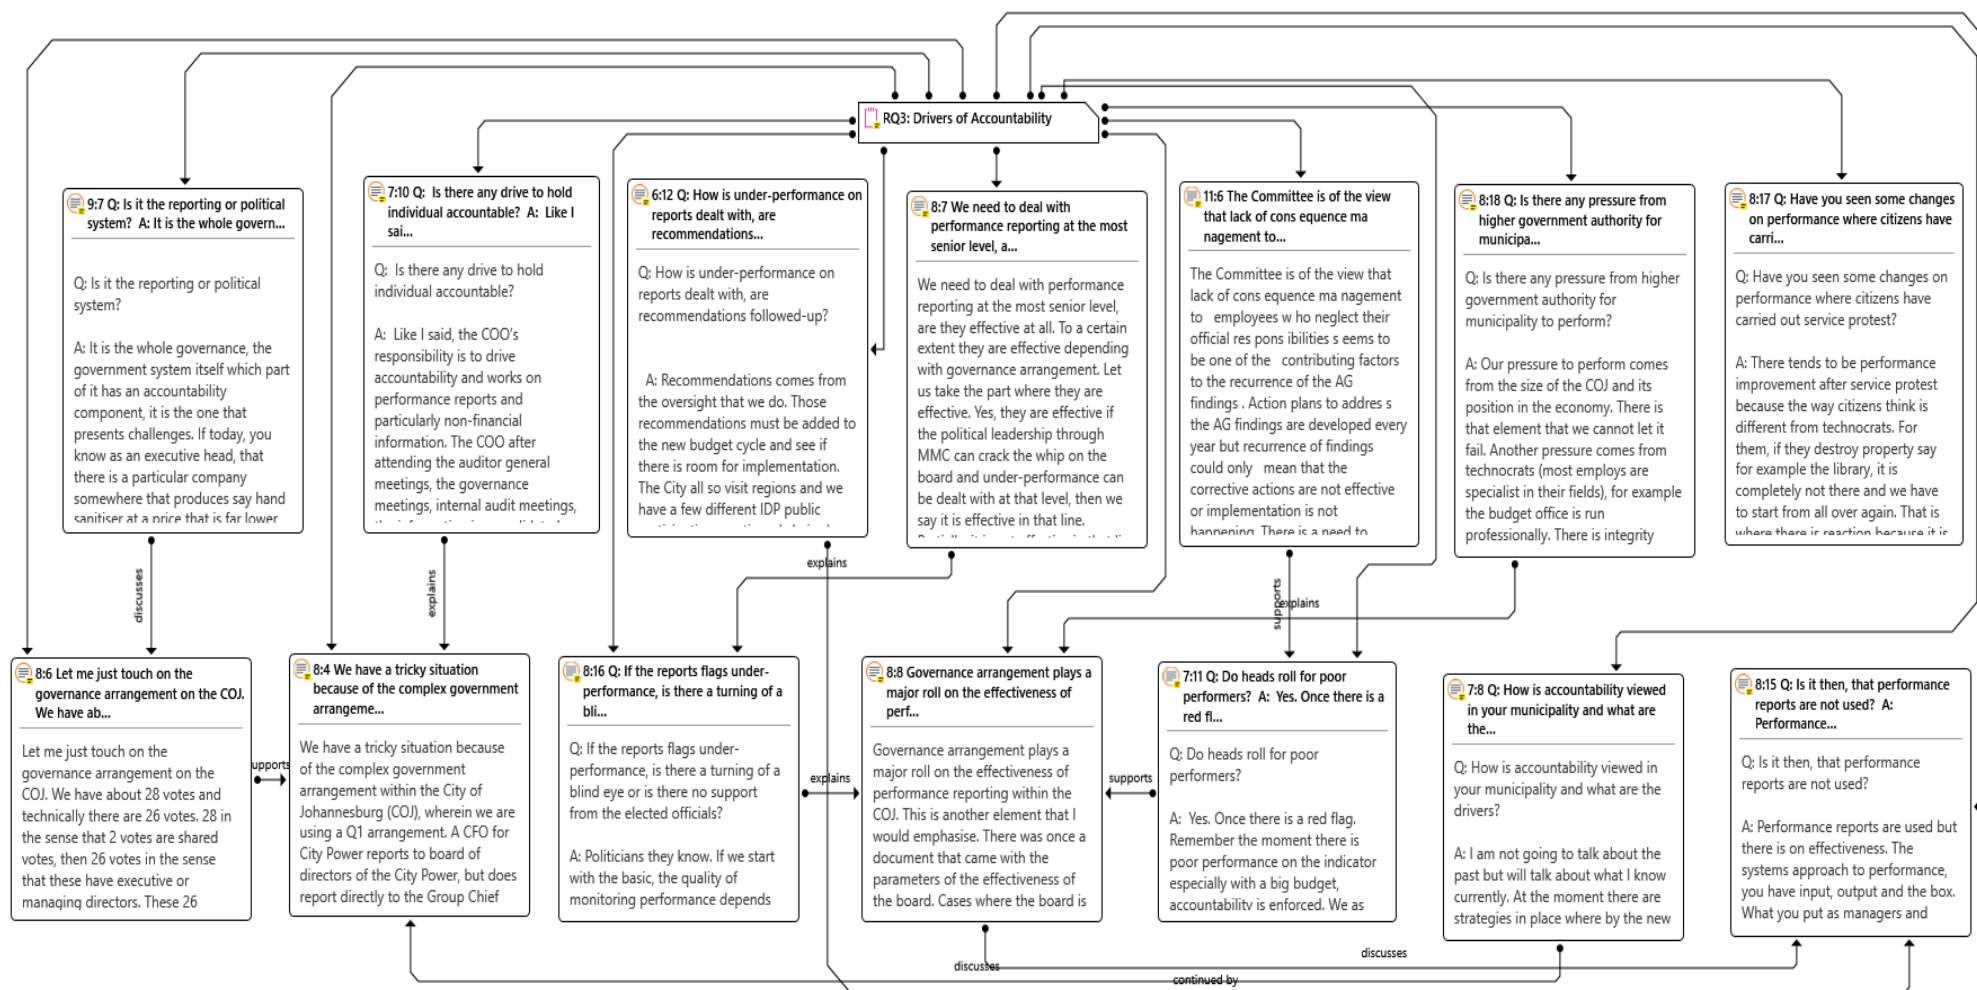 RQ3: Drivers of Accountability
9:7 Q: Is it the reporting or political
system?  A: It is the whole govern...
Q: Is it the reporting or political
system?
A: It is the whole governance, the
government system itself which part
of it has an accountability
component, it is the one that
presents challenges. If today, you
know as an executive head, that
there is a particular company
somewhere that produces say hand
sanitiser at a price that is far lower
7:10 Q:  Is there any drive to hold
individual accountable?  A:  Like I
sai...
Q:  Is there any drive to hold
individual accountable?
A:  Like I said, the COO's
responsibility is to drive
accountability and works on
performance reports and
particularly non-financial
information. The COO after
attending the auditor general
meetings, the governance
meetings, internal audit meetings,
6:12 Q: How is under-performance on
reports dealt with, are
recommendations...
Q: How is under-performance on
reports dealt with, are
recommendations followed-up?
A: Recommendations comes from
the oversight that we do. Those
recommendations must be added to
the new budget cycle and see if
there is room for implementation.
The City all so visit regions and we
have a few different IDP public
8:7 We need to deal with
performance reporting at the most
senior level, a...
We need to deal with performance
reporting at the most senior level,
are they effective at all. To a certain
extent they are effective depending
with governance arrangement. Let
us take the part where they are
effective. Yes, they are effective if
the political leadership through
MMC can crack the whip on the
board and under-performance can
be dealt with at that level, then we
say it is effective in that line.
11:6 The Committee is of the view
that lack of cons equence ma
nagement to...
The Committee is of the view that
lack of cons equence ma nagement
to   employees w ho neglect their
official res pons ibilities s eems to
be one of the   contributing factors
to the recurrence of the AG
findings . Action plans to addres s
the AG findings are developed every
year but recurrence of findings
could only   mean that the
corrective actions are not effective
or implementation is not
happening. There is a need to
8:18 Q: Is there any pressure from
higher government authority for
municipa...
Q: Is there any pressure from higher
government authority for
municipality to perform?
A: Our pressure to perform comes
from the size of the COJ and its
position in the economy. There is
that element that we cannot let it
fail. Another pressure comes from
technocrats (most employs are
specialist in their fields), for example
the budget office is run
professionally. There is integrity
8:17 Q: Have you seen some changes
on performance where citizens have
carri...
Q: Have you seen some changes on
performance where citizens have
carried out service protest?
A: There tends to be performance
improvement after service protest
because the way citizens think is
different from technocrats. For
them, if they destroy property say
for example the library, it is
completely not there and we have
to start from all over again. That is
where there is reaction because it is
discusses
explains
explains
supports
explains
8:6 Let me just touch on the
governance arrangement on the COJ.
We have ab...
Let me just touch on the
governance arrangement on the
COJ. We have about 28 votes and
technically there are 26 votes. 28 in
the sense that 2 votes are shared
votes, then 26 votes in the sense
that these have executive or
managing directors. These 26
upports
8:4 We have a tricky situation
because of the complex government
arrangeme...
We have a tricky situation because
of the complex government
arrangement within the City of
Johannesburg (COJ), wherein we are
using a Q1 arrangement. A CFO for
City Power reports to board of
directors of the City Power, but does
report directly to the Group Chief
8:16 Q: If the reports flags under-
performance, is there a turning of a
bli...
Q: If the reports flags under-
performance, is there a turning of a
blind eye or is there no support
from the elected officials?
A: Politicians they know. If we start
with the basic, the quality of
monitoring performance depends
explains
8:8 Governance arrangement plays a
major roll on the effectiveness of
perf...
Governance arrangement plays a
major roll on the effectiveness of
performance reporting within the
COJ. This is another element that I
would emphasise. There was once a
document that came with the
parameters of the effectiveness of
the board. Cases where the board is
supports
7:11 Q: Do heads roll for poor
performers?  A:  Yes. Once there is a
red fl...
Q: Do heads roll for poor
performers?
A:  Yes. Once there is a red flag.
Remember the moment there is
poor performance on the indicator
especially with a big budget,
accountability is enforced. We as
7:8 Q: How is accountability viewed
in your municipality and what are
the...
Q: How is accountability viewed in
your municipality and what are the
drivers?
A: I am not going to talk about the
past but will talk about what I know
currently. At the moment there are
strategies in place where by the new
8:15 Q: Is it then, that performance
reports are not used?  A:
Performance...
Q: Is it then, that performance
reports are not used?
A: Performance reports are used but
there is on effectiveness. The
systems approach to performance,
you have input, output and the box.
What you put as managers and
discusses
discusses
continued by